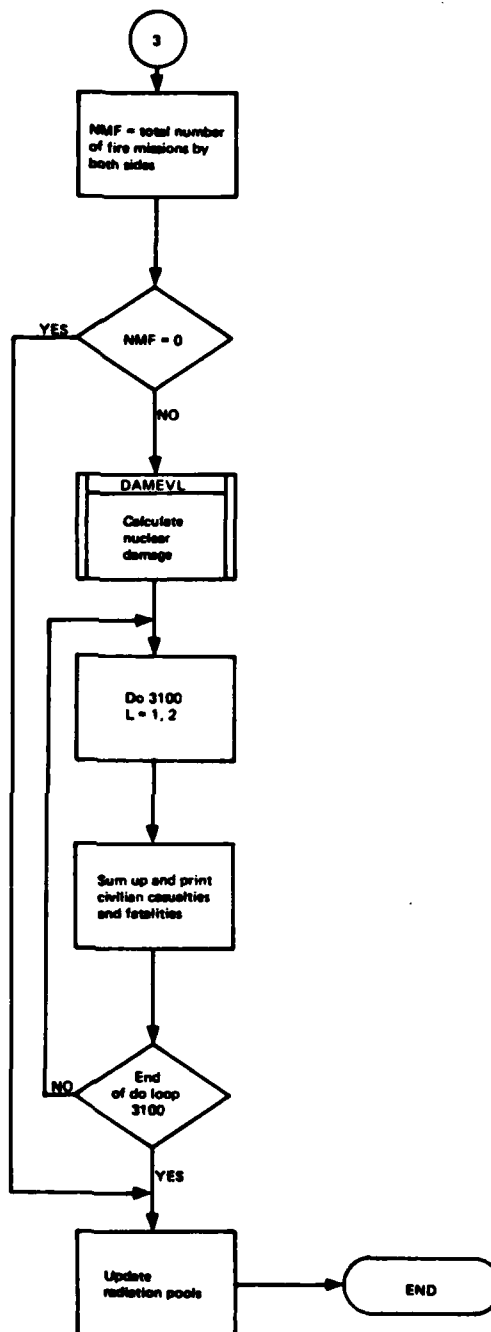 3
NMF = total number
of fire missions by
both sides
YES
NMF = 0
NO
DAMEVL
Calculate
nuclear
damage
Do 3100
L = 1, 2
Sum up and print
civilian casualties
and fatalities
NO
End
of do loop
3100
YES
Update
radiation pools
END